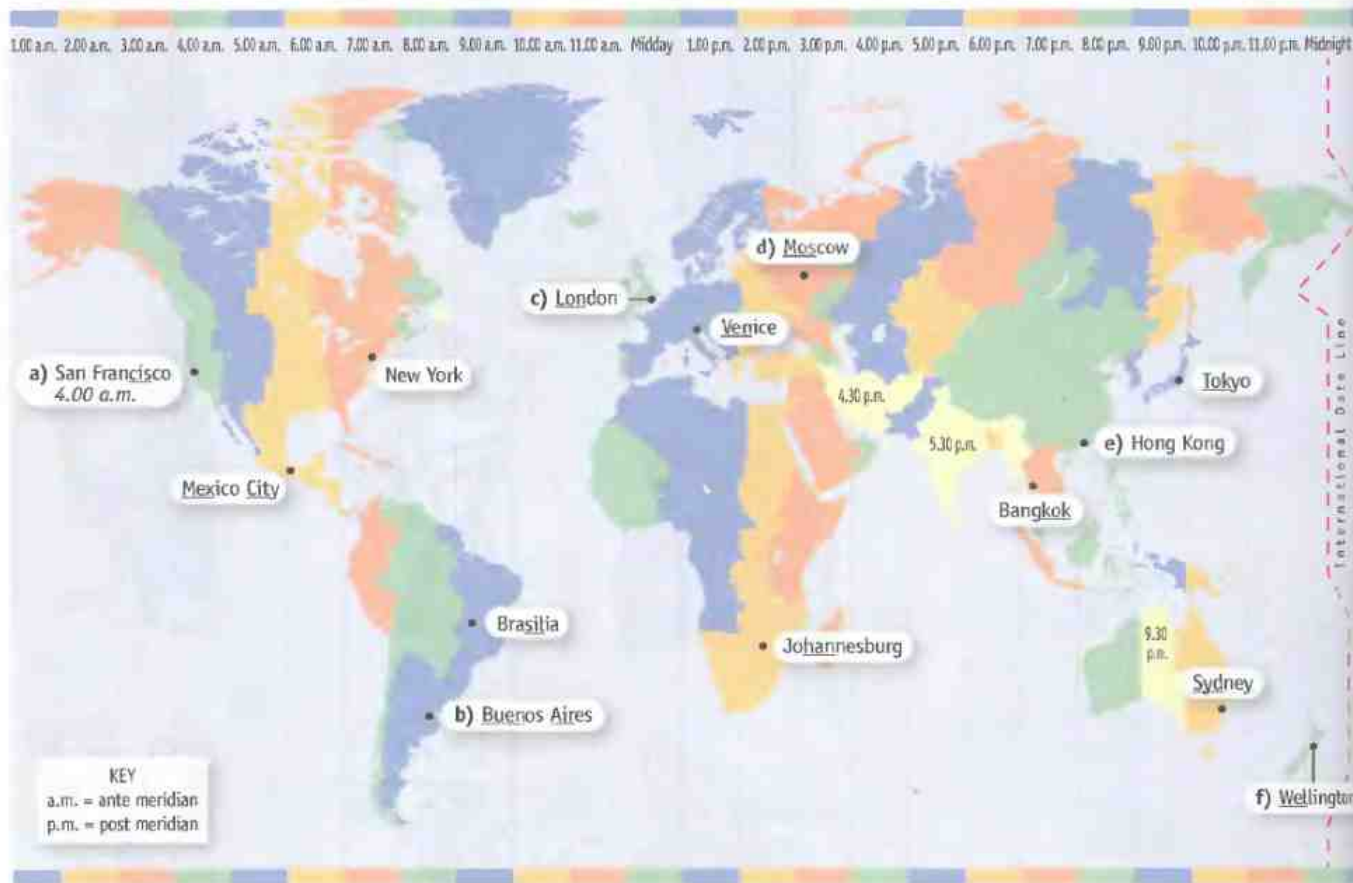 1.00 a.m. 2.00 a.m. 3.00 a.m. 4.00 a.m. 5.00 a.m. 6.00 a.m. 7.00 a.m. 8.00 a.m. 9.00 a.m. 10.00 a.m. 11.00 a.m. Midday 1.00 p.m. 2.00 p.m. 3.00 p.m. 4.00 p.m. 5.00 p.m. 6.00 p.m. 7.00 p.m. 8.00 p.m. 9.00 p.m. 10.00 p.m. 11.00 p.m. Midnight
d) Moscow
c) London
Venice
a) San Francisco
4.00 a.m.
New York
Tokyo
4.30 p.m.
5.30 p.m.
e) Hong Kong
Mexico City
Bangkok
International Date Line
Brasilia
Johannesburg
9.30
p.m.
Sydney
b) Buenos Aires
KEY
a.m. = ante meridian
p.m. = post meridian
f) Wellington